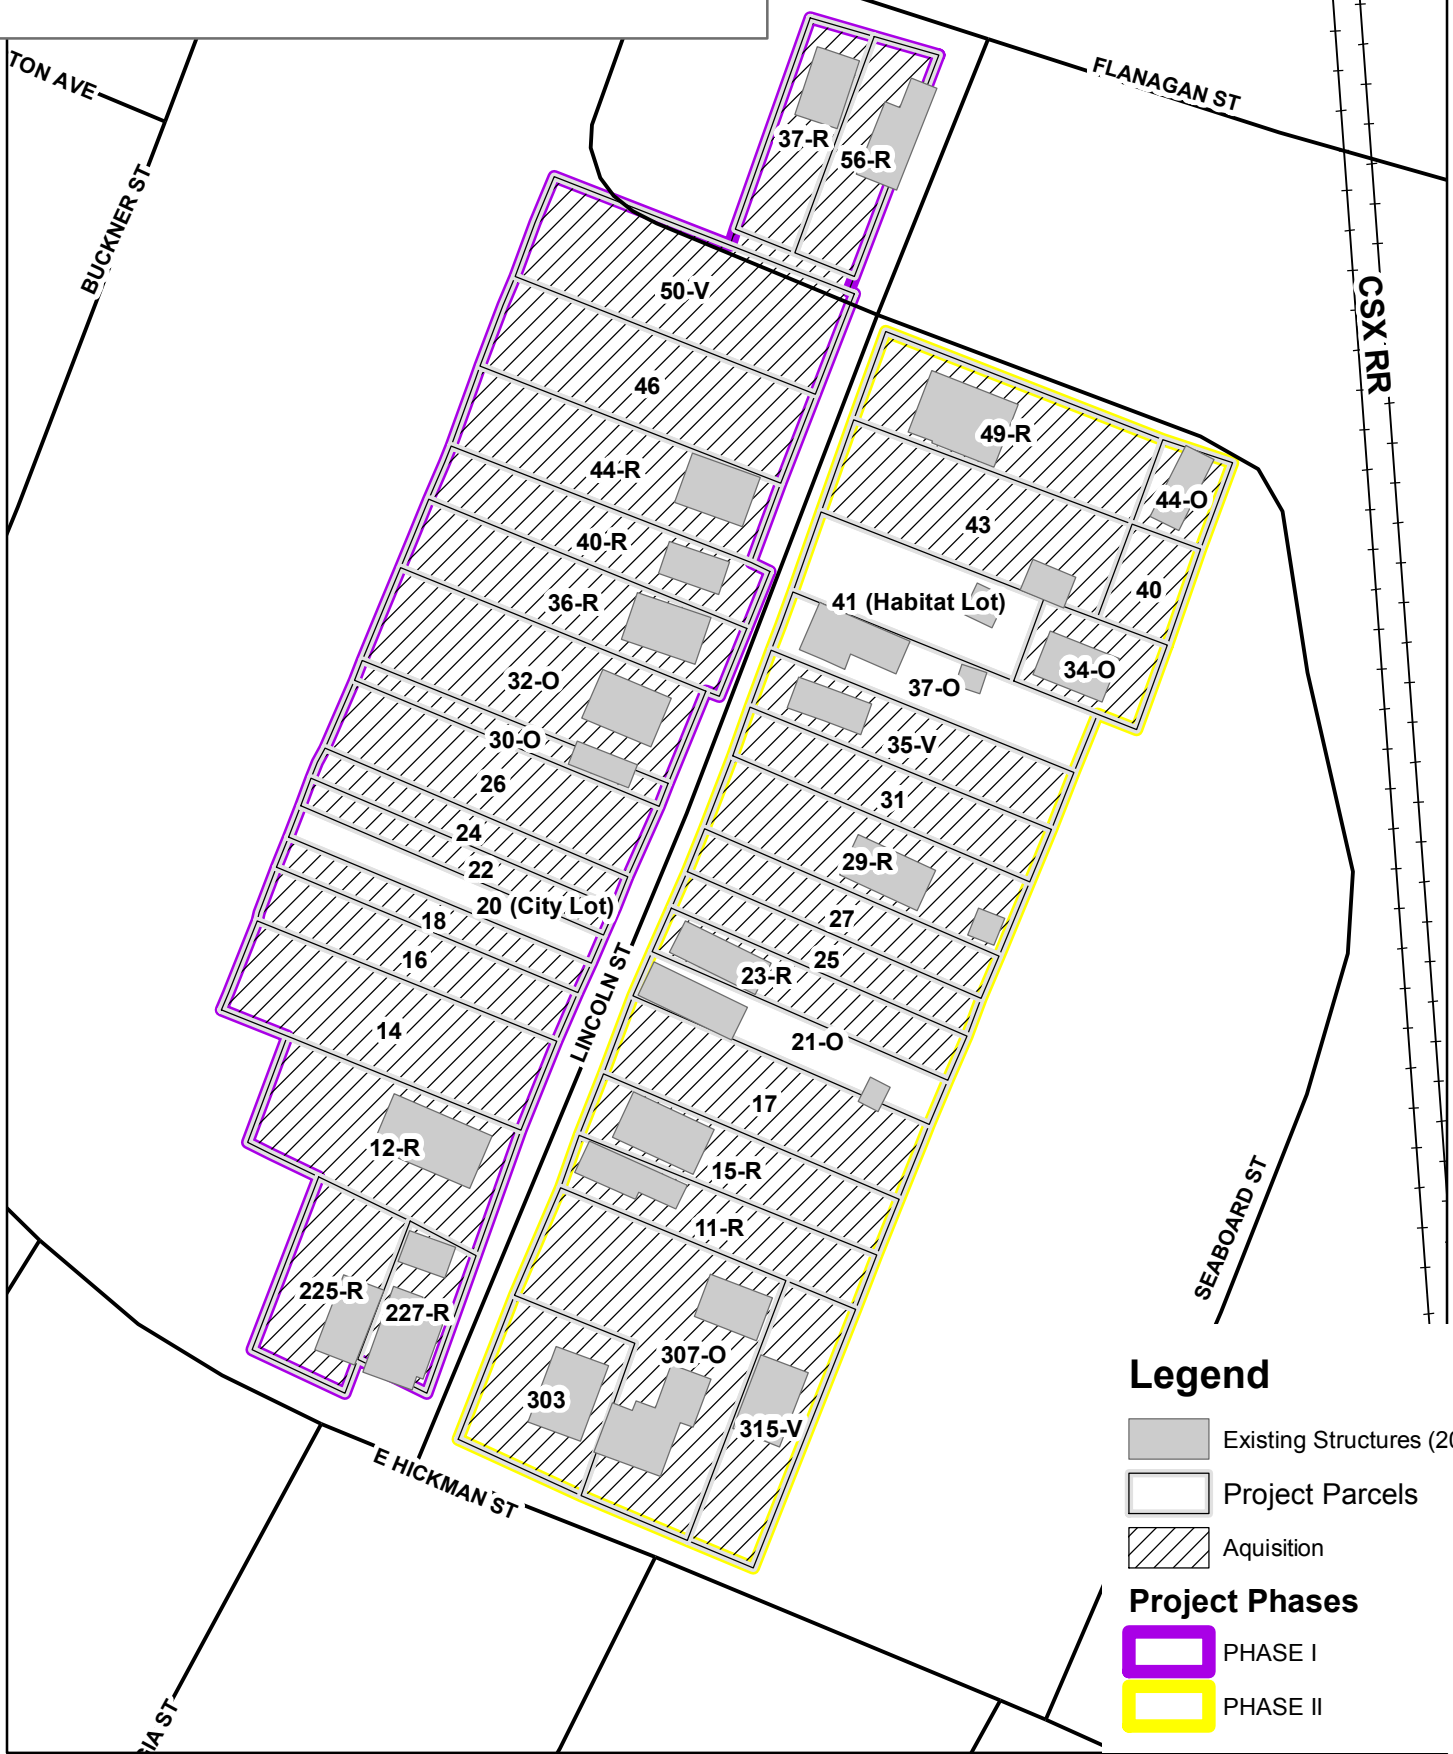 TON AVE
FLANAGAN ST
BUCKNER ST
CSX RR
37-R
56-R
50-V
46
44-R
40-R
36-R
32-O
30-O
26
24
22
20 (City Lot)
18
16
14
12-R
225-R
227-R
LINCOLN ST
49-R
44-O
43
40
41 (Habitat Lot)
34-O
37-O
35-V
31
29-R
27
25
23-R
21-O
17
15-R
11-R
307-O
303
315-V
SEABOARD ST
E HICKMAN ST
GIA ST
Legend
Existing Structures (20
Project Parcels
Aquisition
Project Phases
PHASE I
PHASE II